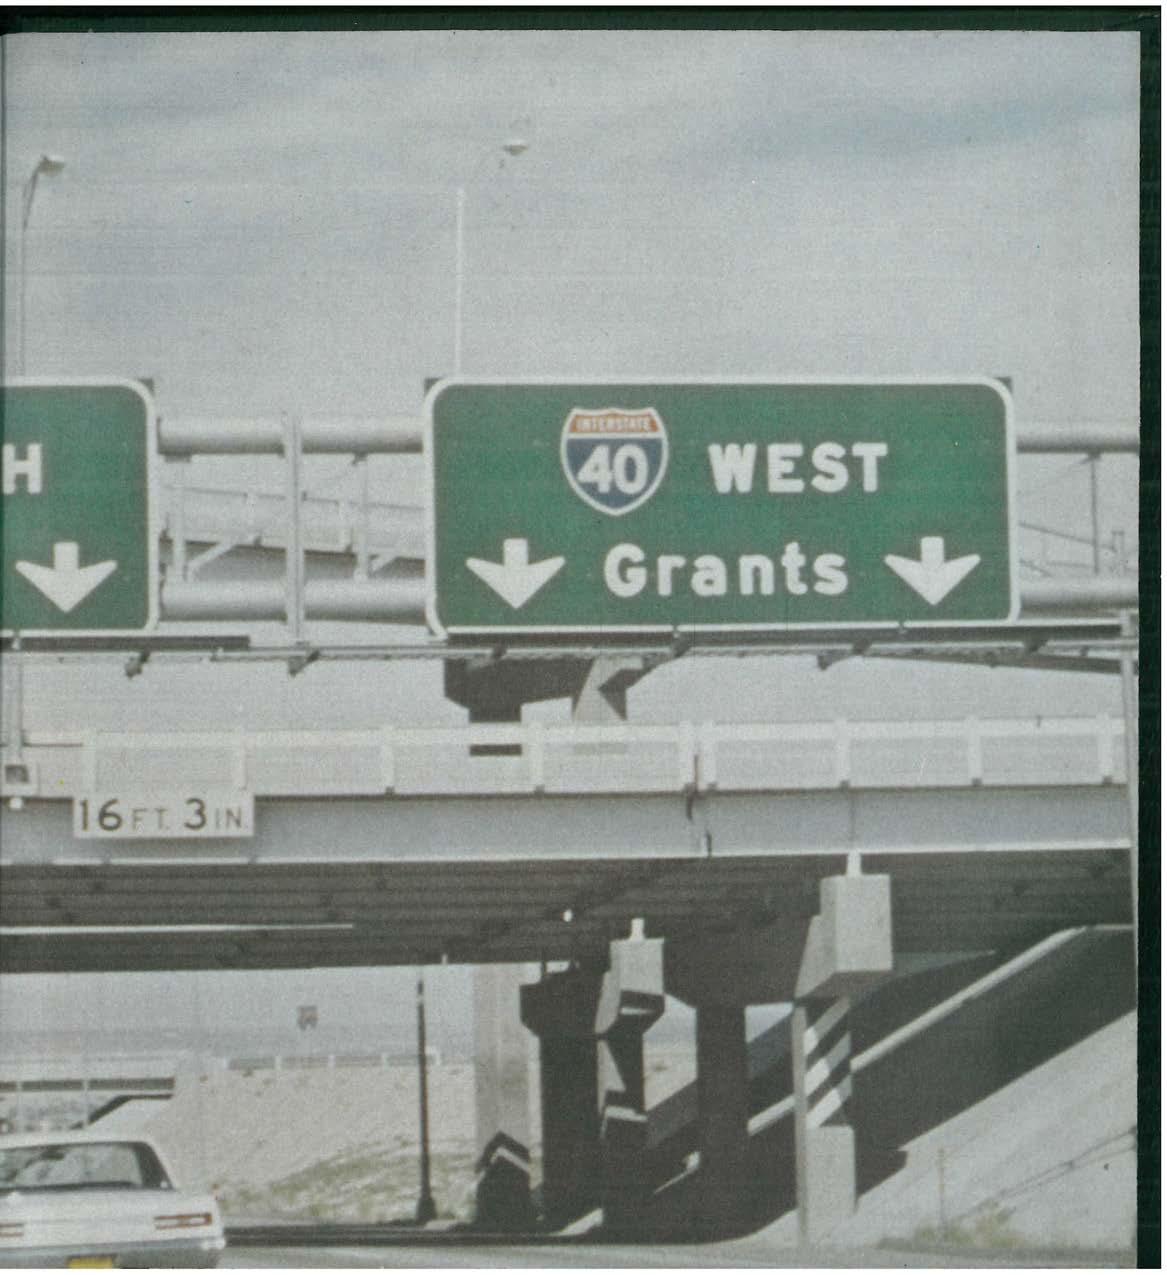 H
INTERSTATE
40 WEST
Grants
16 FT. 3 IN.